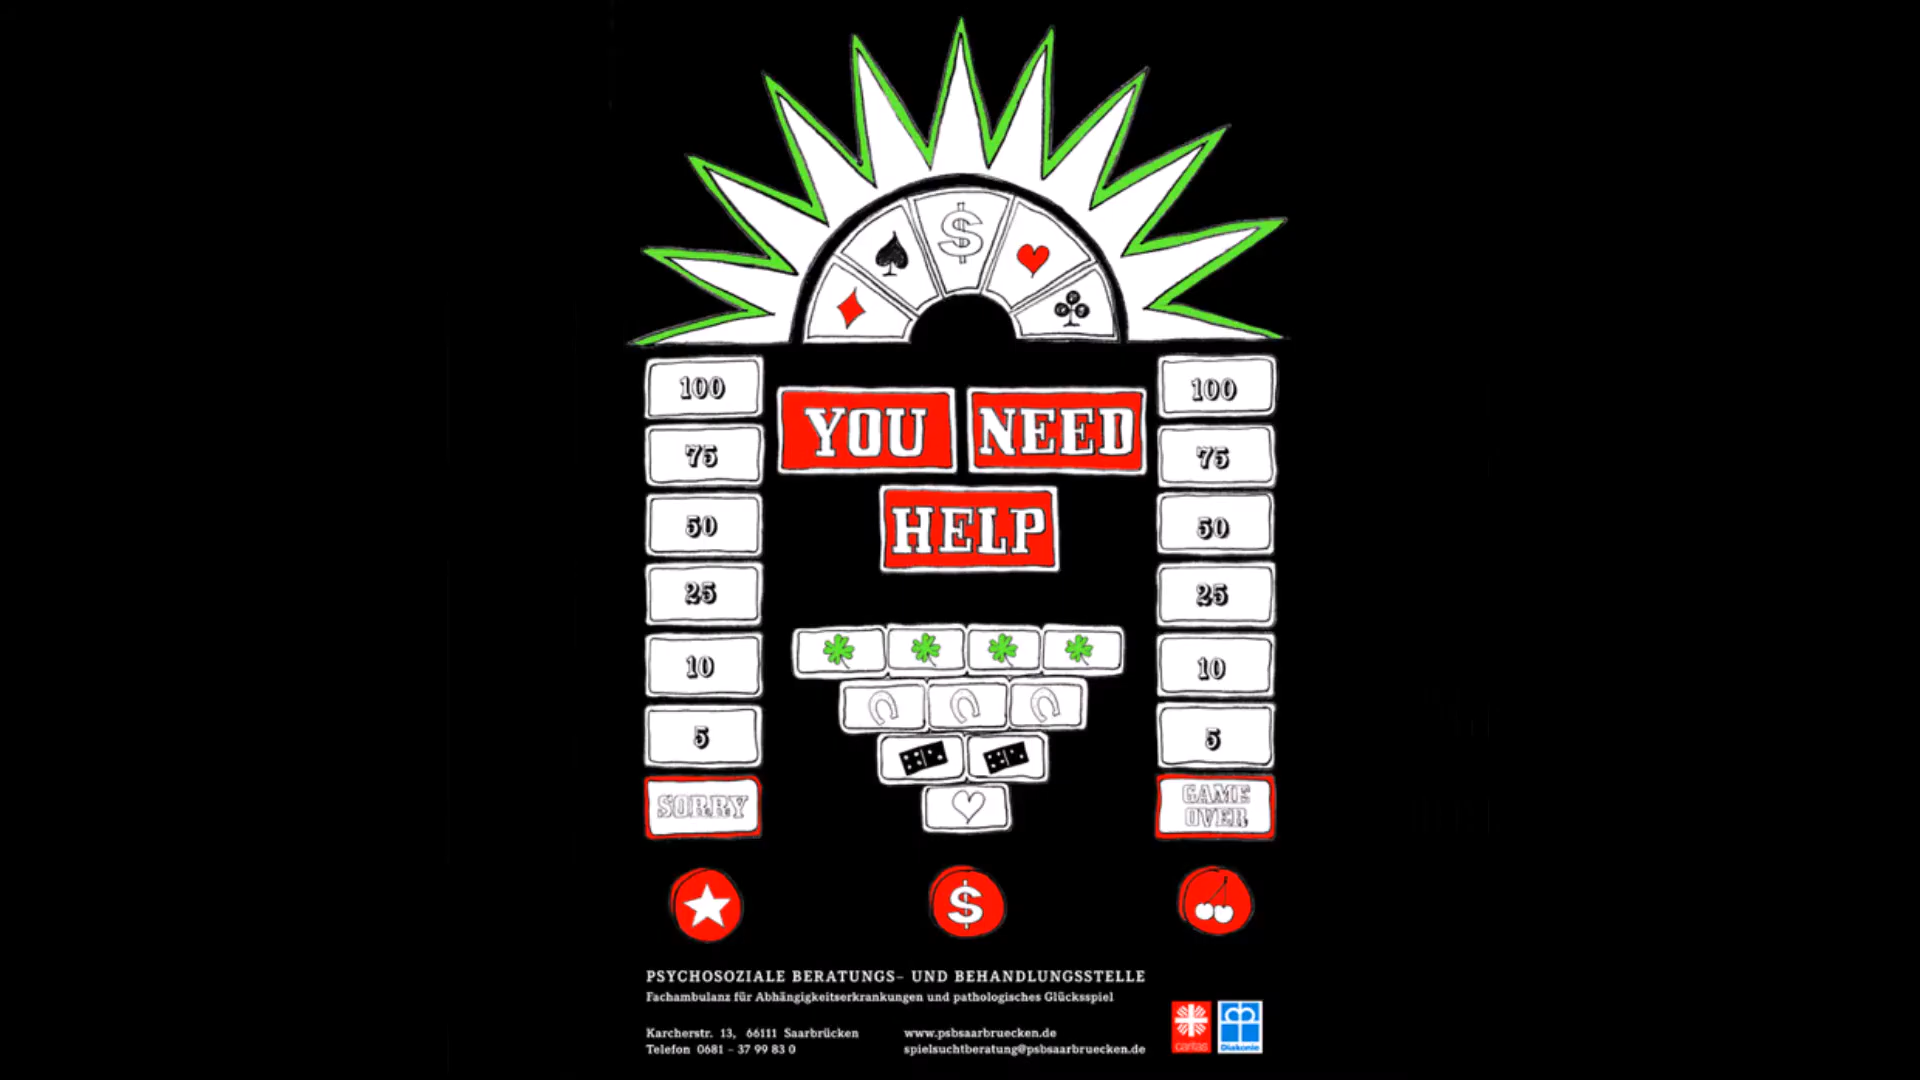 $
100
75
50
25
10
5
SORRY
YOU NEED
HELP
100
75
50
25
10
5
GAME
OVER
$
PSYCHOSOZIALE BERATUNGS- UND BEHANDLUNGSSTELLE
Fachambulanz für Abhängigkeitserkrankungen und pathologisches Glücksspiel
Karcherstr. 13, 66111 Saarbrücken
Telefon 0681 - 37 99 83 0
www.psbsaarbruecken.de
spielsuchtberatung@psbsaarbruecken.de
caritas
Diakonie